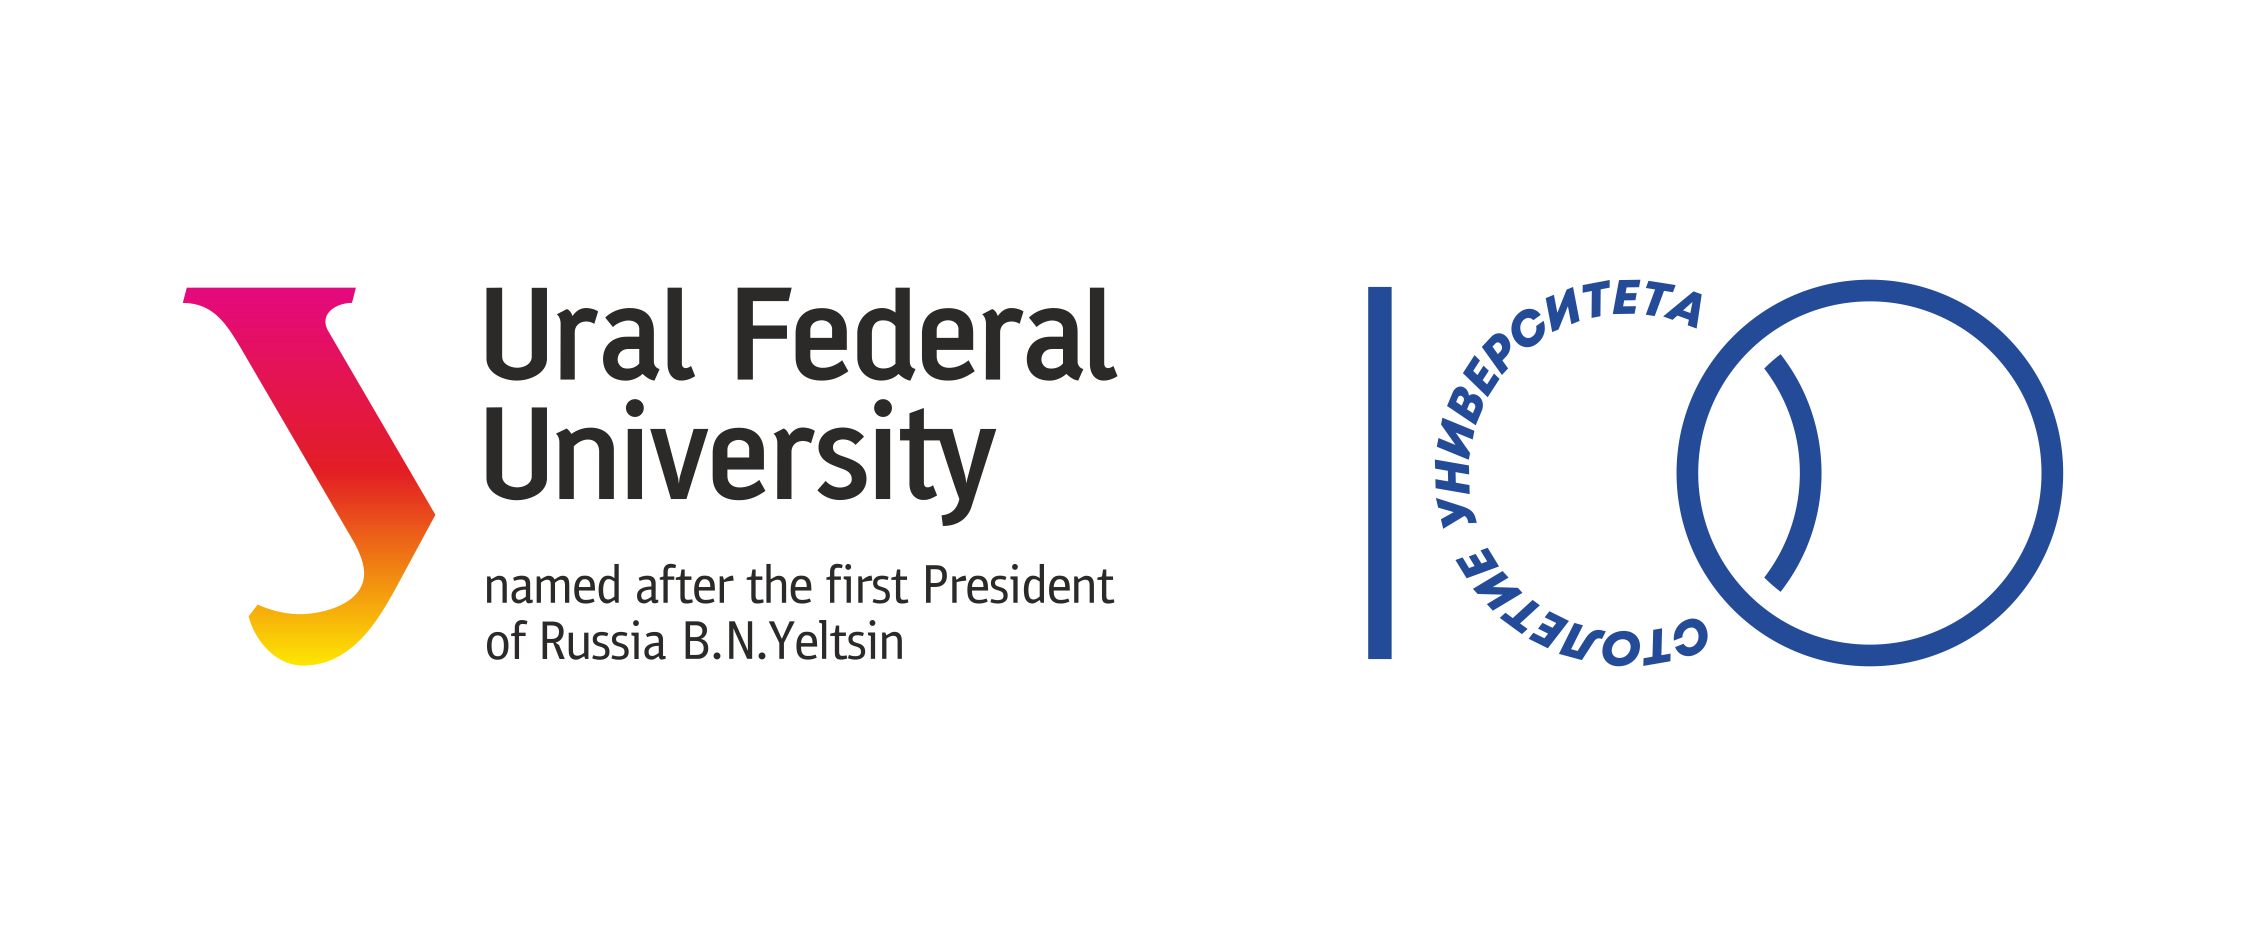 Ural Federal
University
named after the first President
of Russia B.N.Yeltsin
СТОЛЕТИЕ УНИВЕРСИТЕТА